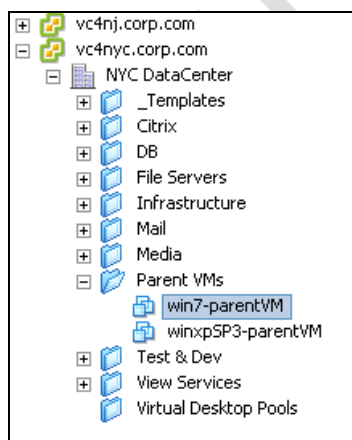 vc4nj.corp.com
vc4nyc.corp.com
NYC DataCenter
_Templates
Citrix
DB
File Servers
Infrastructure
Mail
Media
Parent VMs
win7-parentVM
winxpSP3-parentVM
Test & Dev
View Services
Virtual Desktop Pools